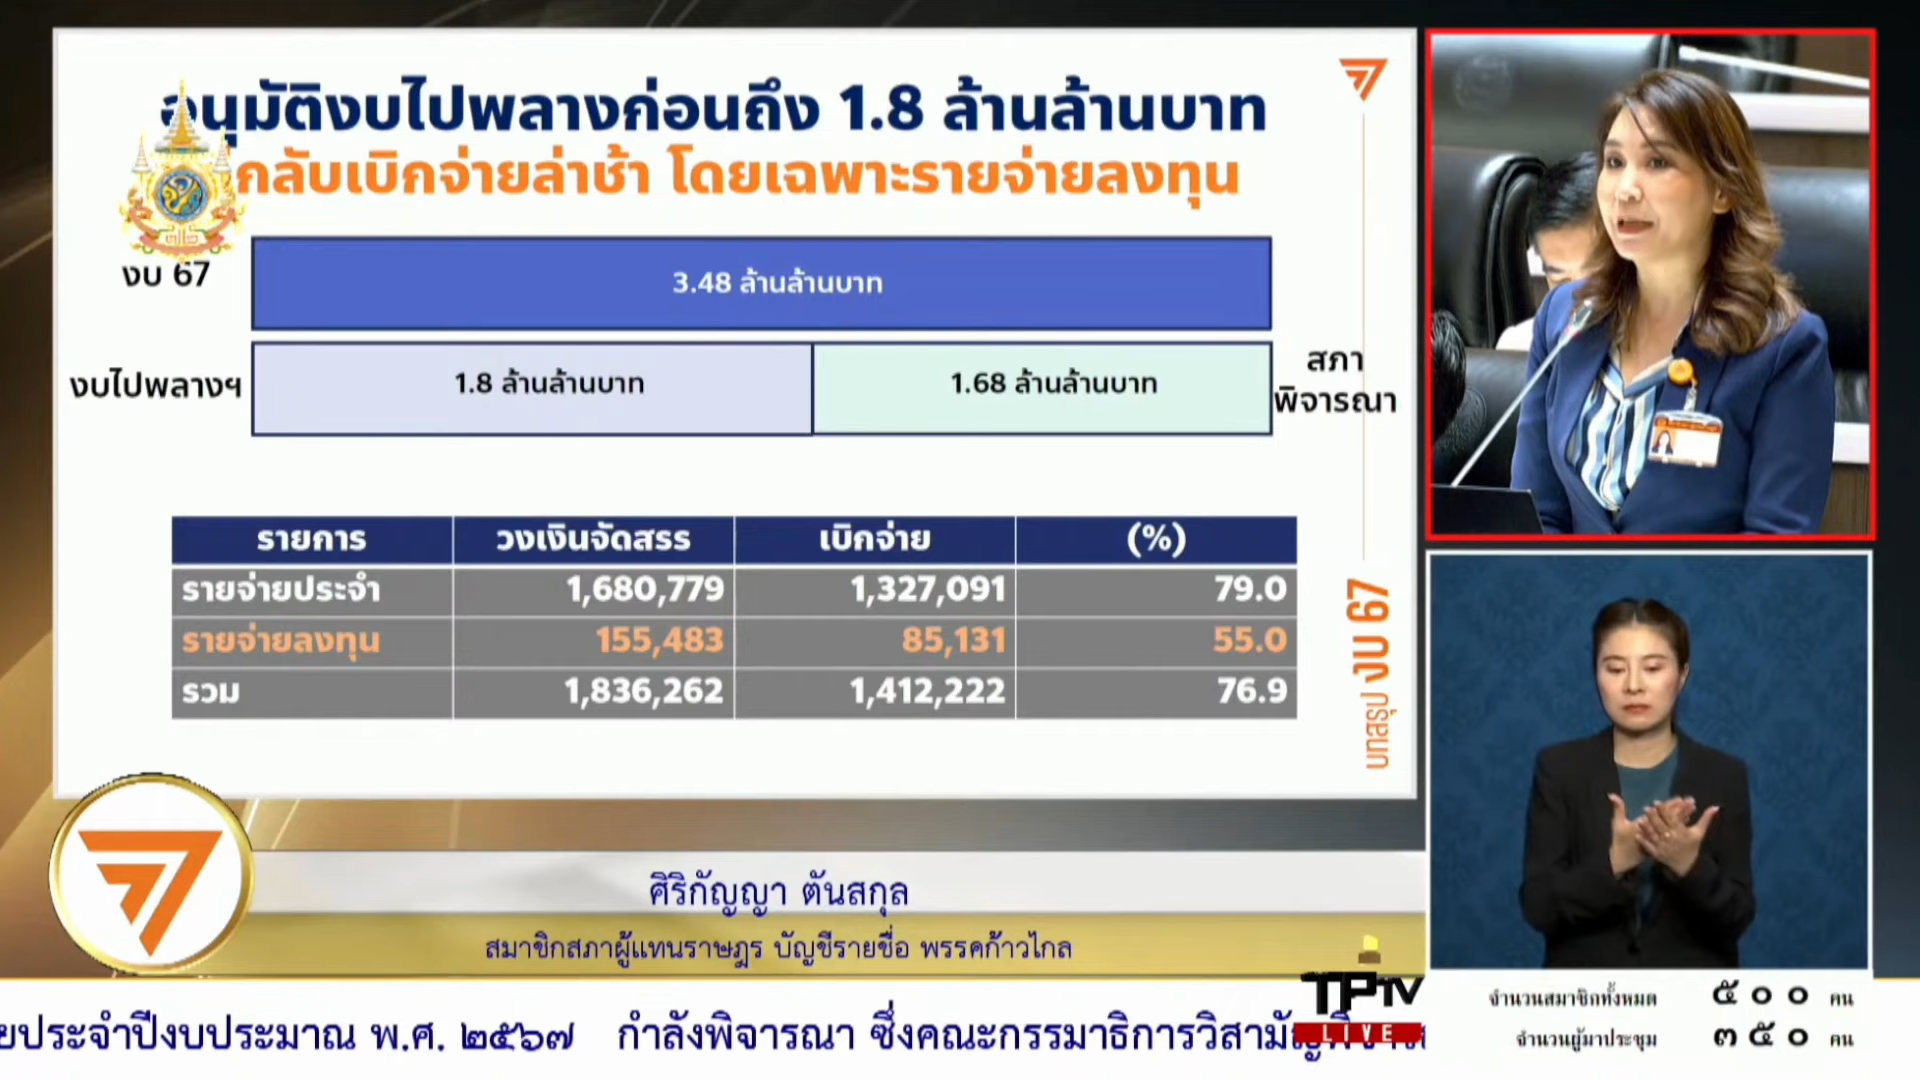 อนุมัติงบไปพลางก่อนถึง 1.8 ล้านล้านบาท
กลับเบิกจ่ายล่าช้า โดยเฉพาะรายจ่ายลงทุน
งบ 67
3.48 ล้านล้านบาท
งบไปพลางฯ
1.8 ล้านล้านบาท
1.68 ล้านล้านบาท
สภา
พิจารณา
รายการ วงเงินจัดสรร เบิกจ่าย (%)
รายจ่ายประจำ 1,680,779 1,327,091 79.0
รายจ่ายลงทุน 155,483 85,131 55.0
รวม 1,836,262 1,412,222 76.9
บทสรุป งบ 67
ศิริกัญญา ตันสกุล
สมาชิกสภาผู้แทนราษฎร บัญชีรายชื่อ พรรคก้าวไกล
TPTV
LIVE
จำนวนสมาชิกทั้งหมด ๕๐๐ คน
จำนวนผู้มาประชุม ๓๕๐ คน
ยประจำปีงบประมาณ พ.ศ. ๒๕๖๗ กำลังพิจารณา ซึ่งคณะกรรมาธิการวิสามัญ